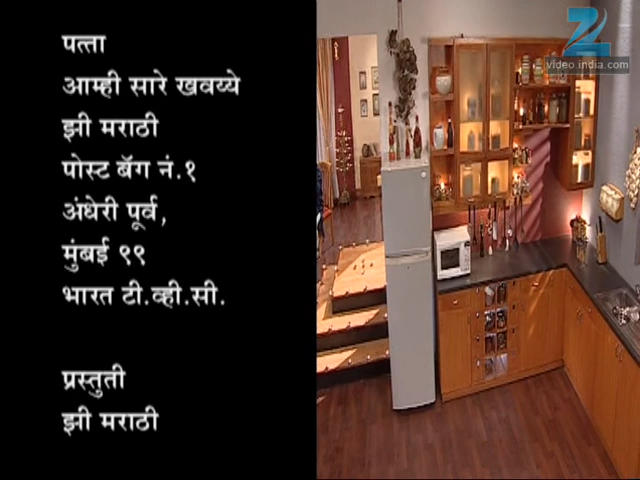 पत्ता
आम्ही सारे खवय्ये
झी मराठी
पोस्ट बॅग नं.१
अंधेरी पूर्व,
मुंबई ९९
भारत टी.व्ही.सी.
प्रस्तुती
झी मराठी
Z
video.india.com